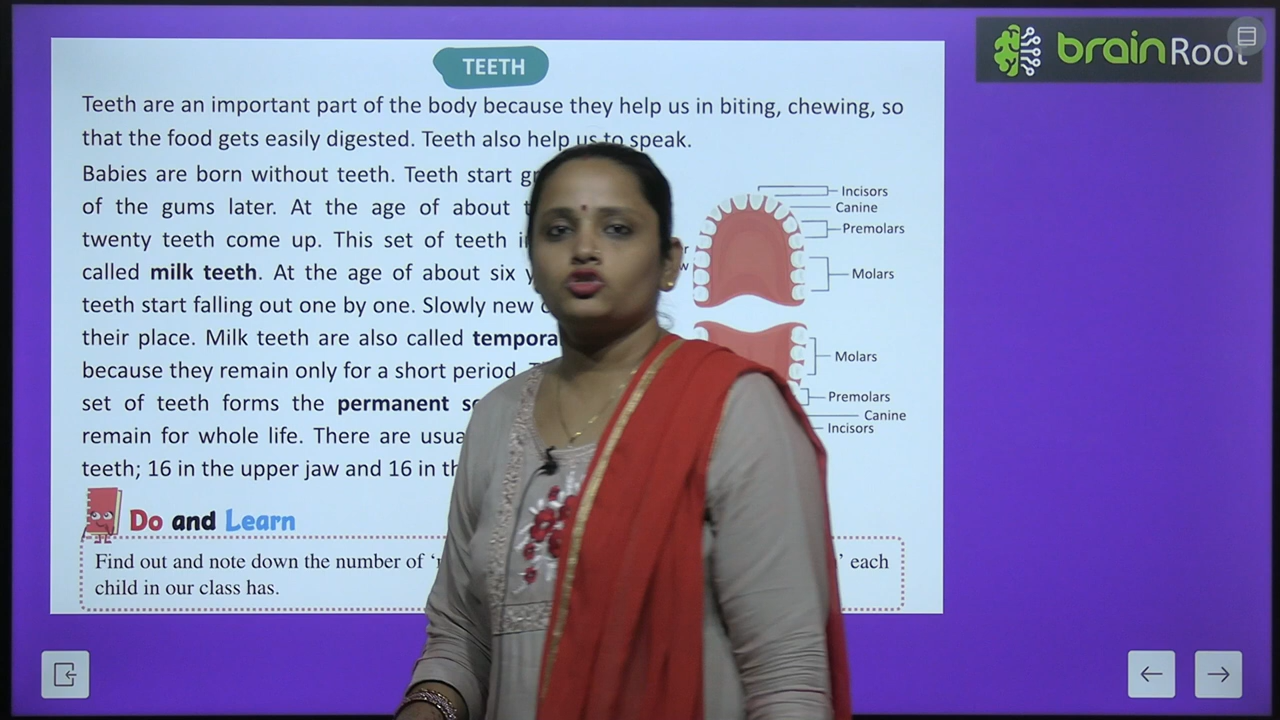 TEETH
brainRoot
Teeth are an important part of the body because they help us in biting, chewing, so
that the food gets easily digested. Teeth also help us to speak.
Babies are born without teeth. Teeth start
of the gums later. At the age of about
twenty teeth come up. This set of teeth
called milk teeth. At the age of about six
teeth start falling out one by one. Slowly new
their place. Milk teeth are also called
because they remain only for a short period.
set of teeth forms the permanent
remain for whole life. There are
teeth; 16 in the upper jaw and 16 in
Incisors
Canine
Premolars
Molars
Molars
Premolars
Canine
Incisors
Do and Learn
Find out and note down the number of
' each
child in our class has.